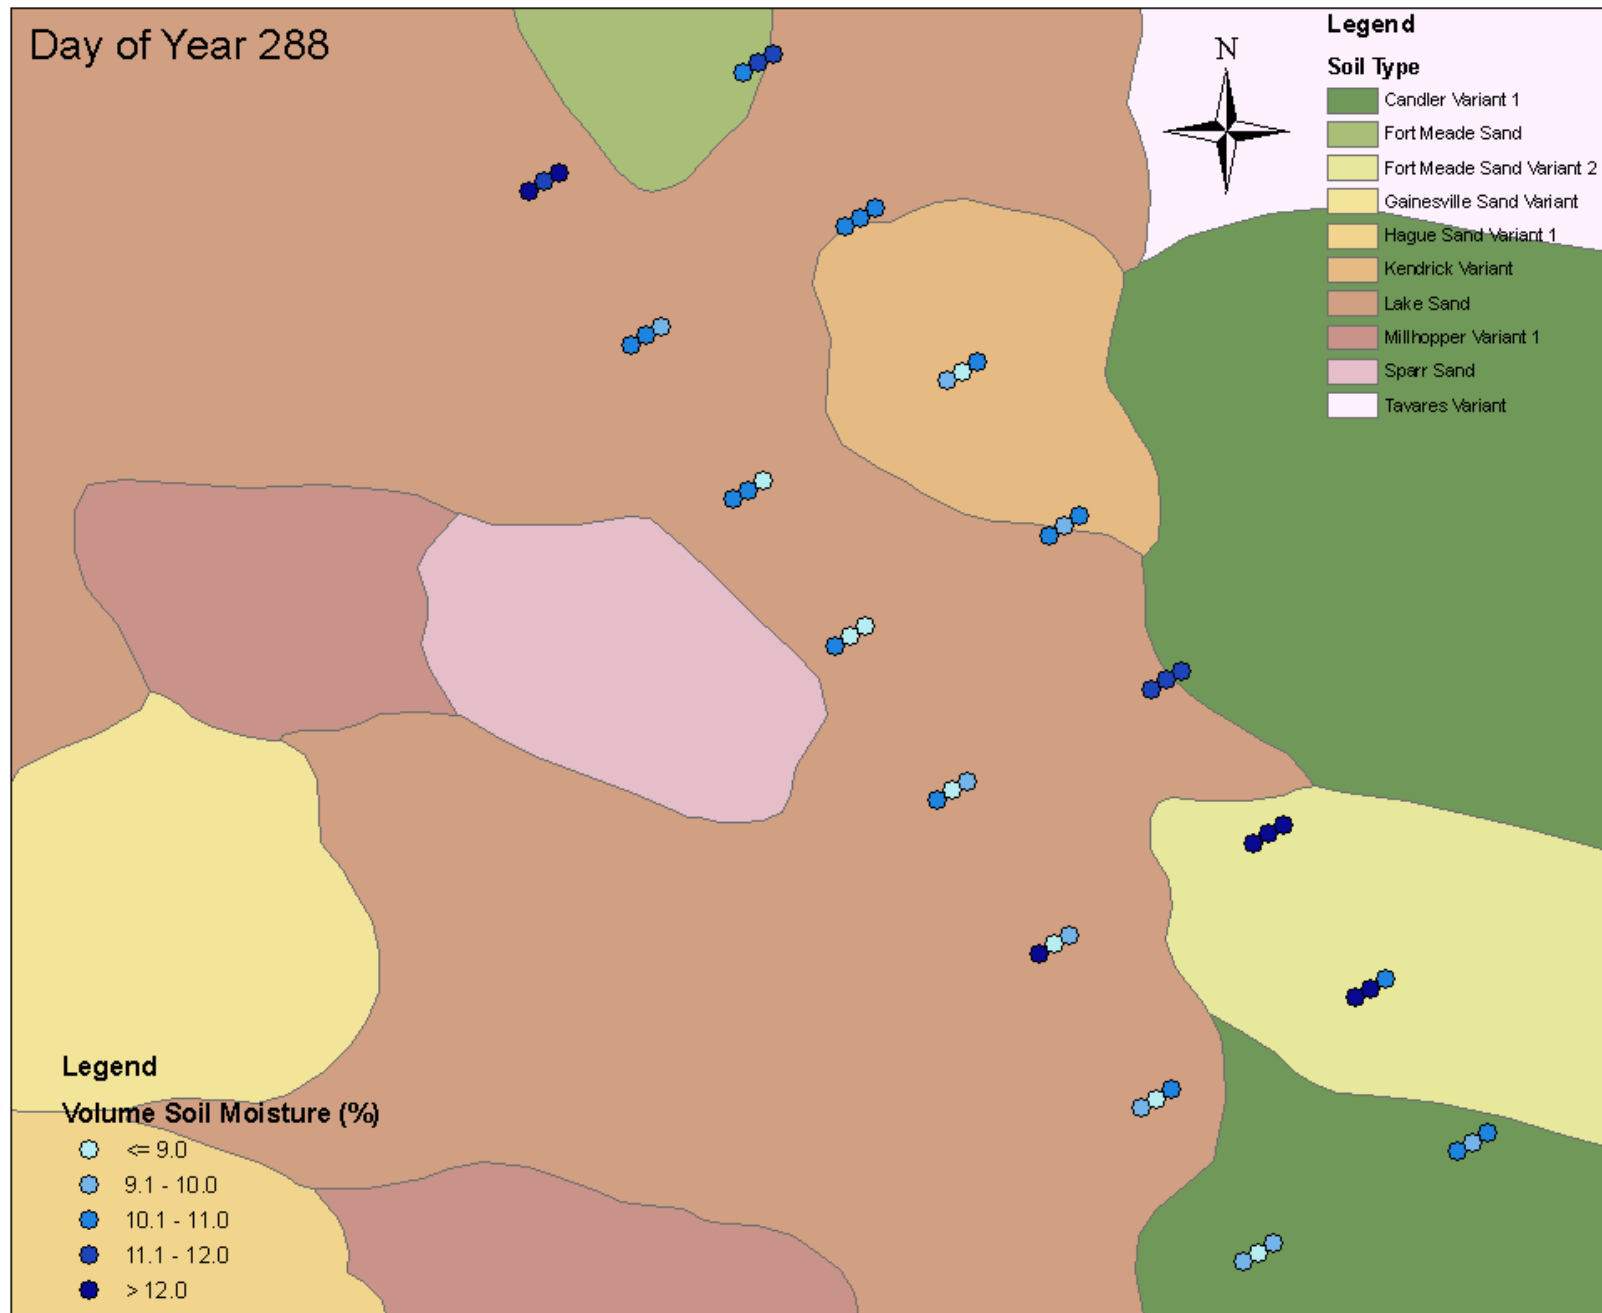 Day of Year 288
N
Legend
Soil Type
Candler Variant 1
Fort Meade Sand
Fort Meade Sand Variant 2
Gainesville Sand Variant
Hague Sand Variant 1
Kendrick Variant
Lake Sand
Millhopper Variant 1
Sparr Sand
Tavares Variant
Legend
Volume Soil Moisture (%)
<= 9.0
9.1 - 10.0
10.1 - 11.0
11.1 - 12.0
> 12.0